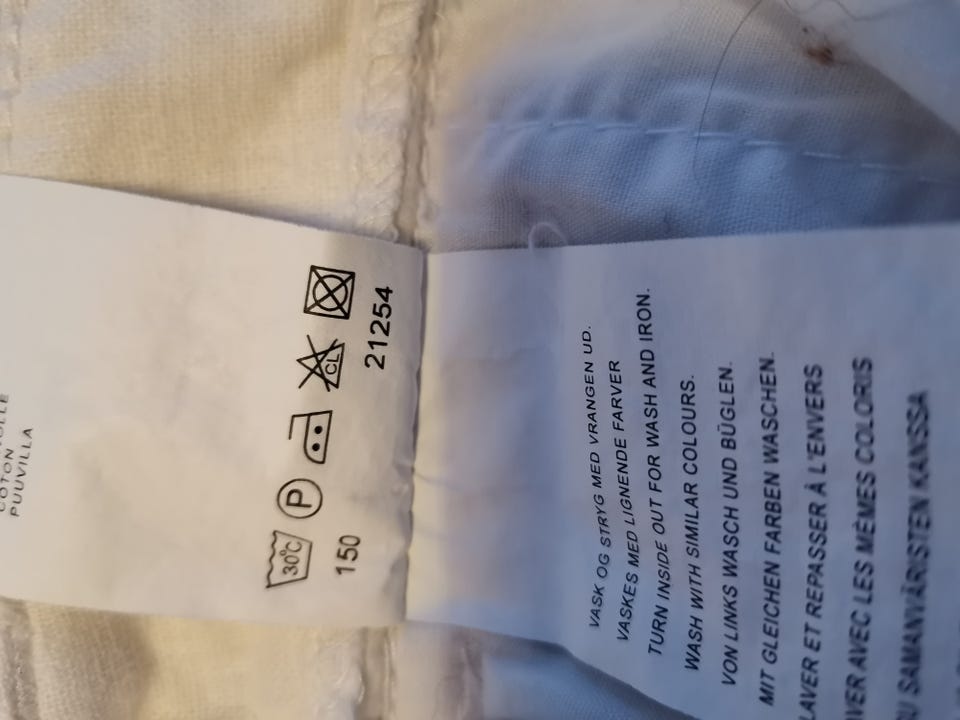 COTTON
PUUVILLA
30°C P CL
150 21254
VASK OG STRYG MED VRANGEN UD.
VASKES MED LIGNENDE FARVER
TURN INSIDE OUT FOR WASH AND IRON.
WASH WITH SIMILAR COLOURS.
VON LINKS WASCH UND BÜGLEN.
MIT GLEICHEN FARBEN WASCHEN.
LAVER ET REPASSER À L'ENVERS
AVEC LES MÈMES COLORIS
SAMANVÄRISTEN KANSSA